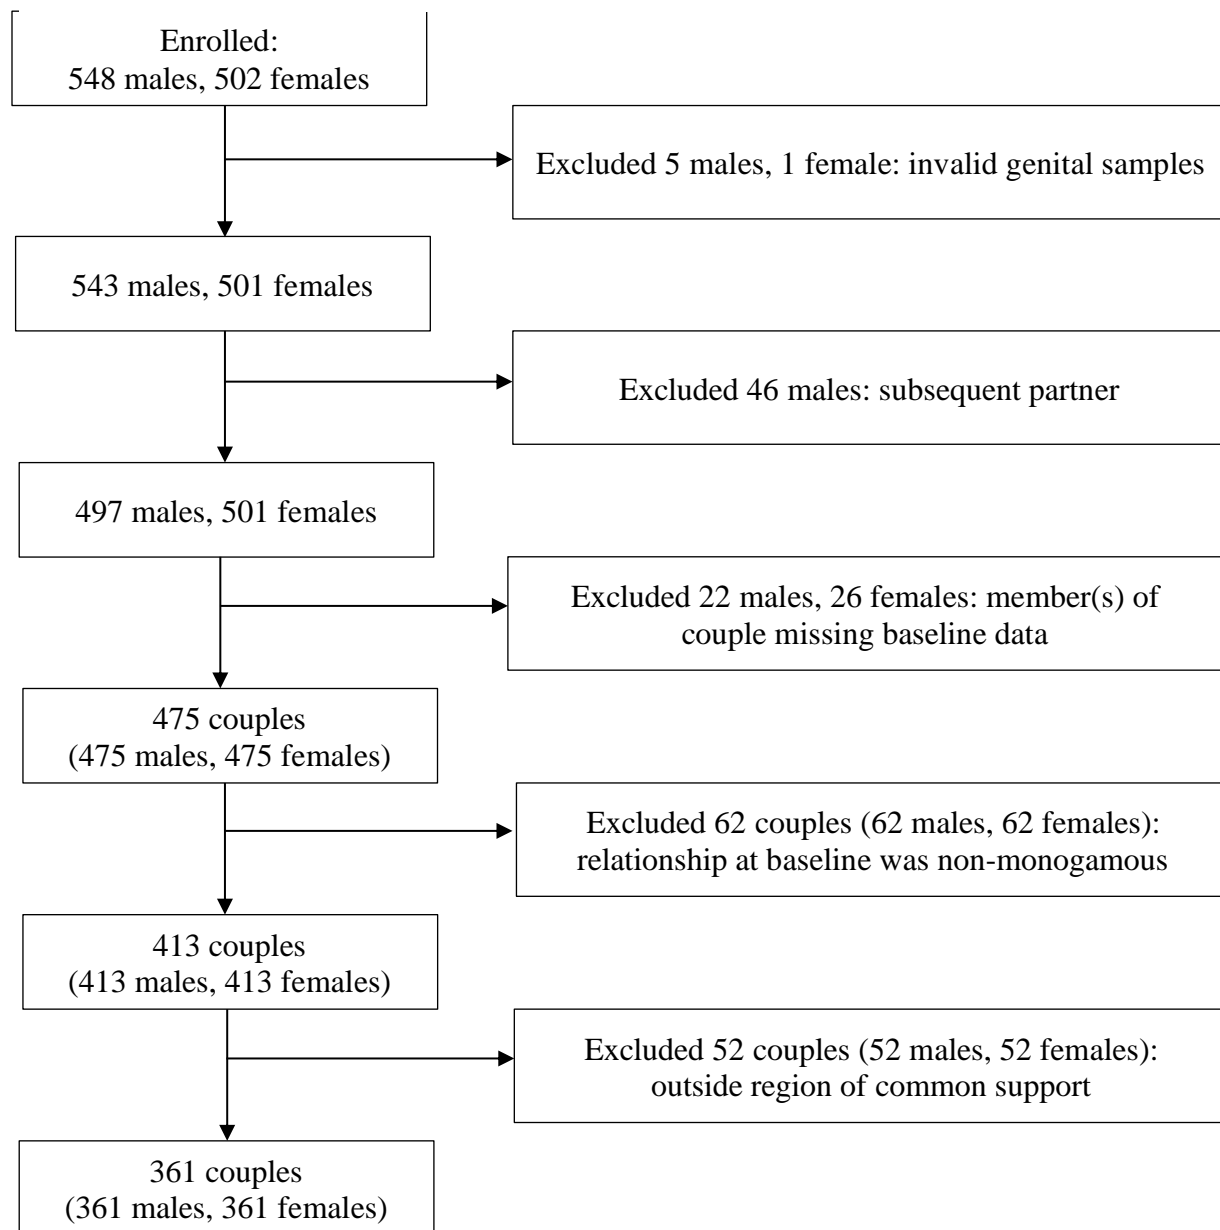 Enrolled:
548 males, 502 females
Excluded 5 males, 1 female: invalid genital samples
543 males, 501 females
Excluded 46 males: subsequent partner
497 males, 501 females
Excluded 22 males, 26 females: member(s) of
couple missing baseline data
475 couples
(475 males, 475 females)
Excluded 62 couples (62 males, 62 females):
relationship at baseline was non-monogamous
413 couples
(413 males, 413 females)
Excluded 52 couples (52 males, 52 females):
outside region of common support
361 couples
(361 males, 361 females)